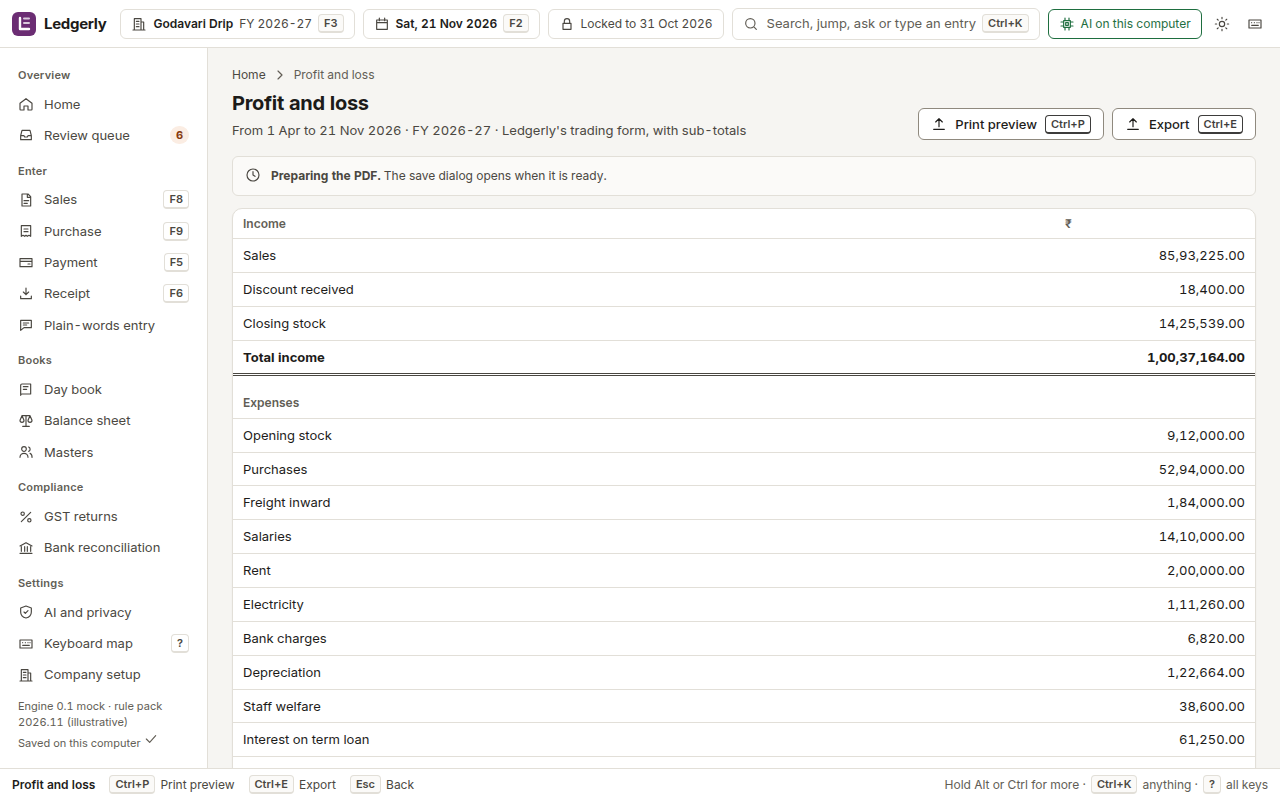 Ledgerly
Godavari Drip FY 2026-27 F3
Sat, 21 Nov 2026 F2
Locked to 31 Oct 2026
Search, jump, ask or type an entry Ctrl+K
AI on this computer
Overview
Home
Review queue 6
Enter
Sales F8
Purchase F9
Payment F5
Receipt F6
Plain-words entry
Books
Day book
Balance sheet
Masters
Compliance
GST returns
Bank reconciliation
Settings
AI and privacy
Keyboard map ?
Company setup
Engine 0.1 mock · rule pack
2026.11 (illustrative)
Saved on this computer
Home Profit and loss
Profit and loss
From 1 Apr to 21 Nov 2026 · FY 2026-27 · Ledgerly's trading form, with sub-totals
Print preview Ctrl+P
Export Ctrl+E
Preparing the PDF. The save dialog opens when it is ready.
Income ₹
Sales 85,93,225.00
Discount received 18,400.00
Closing stock 14,25,539.00
Total income 1,00,37,164.00
Expenses
Opening stock 9,12,000.00
Purchases 52,94,000.00
Freight inward 1,84,000.00
Salaries 14,10,000.00
Rent 2,00,000.00
Electricity 1,11,260.00
Bank charges 6,820.00
Depreciation 1,22,664.00
Staff welfare 38,600.00
Interest on term loan 61,250.00
Profit and loss Ctrl+P Print preview Ctrl+E Export Esc Back
Hold Alt or Ctrl for more · Ctrl+K anything · ? all keys